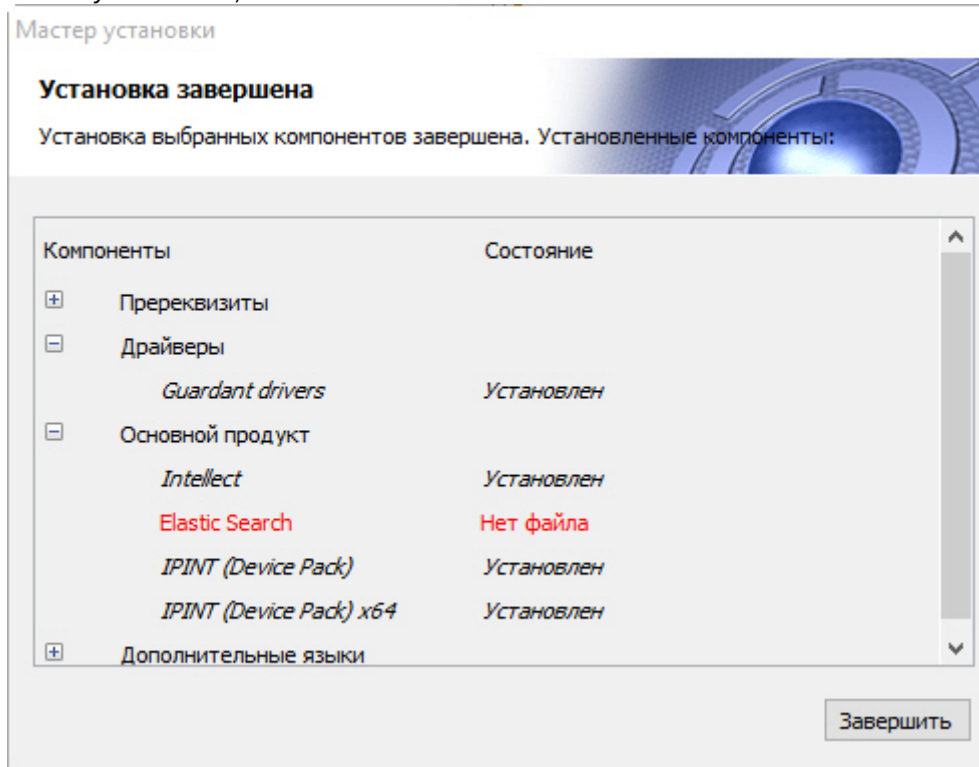 Мастер установки
Установка завершена
Установка выбранных компонентов завершена. Установленные компоненты:
Компоненты Состояние
Пререквизиты
Драйверы
Guardant drivers Установлен
Основной продукт
Intellect Установлен
Elastic Search Нет файла
IPINT (Device Pack) Установлен
IPINT (Device Pack) x64 Установлен
Дополнительные языки
Завершить